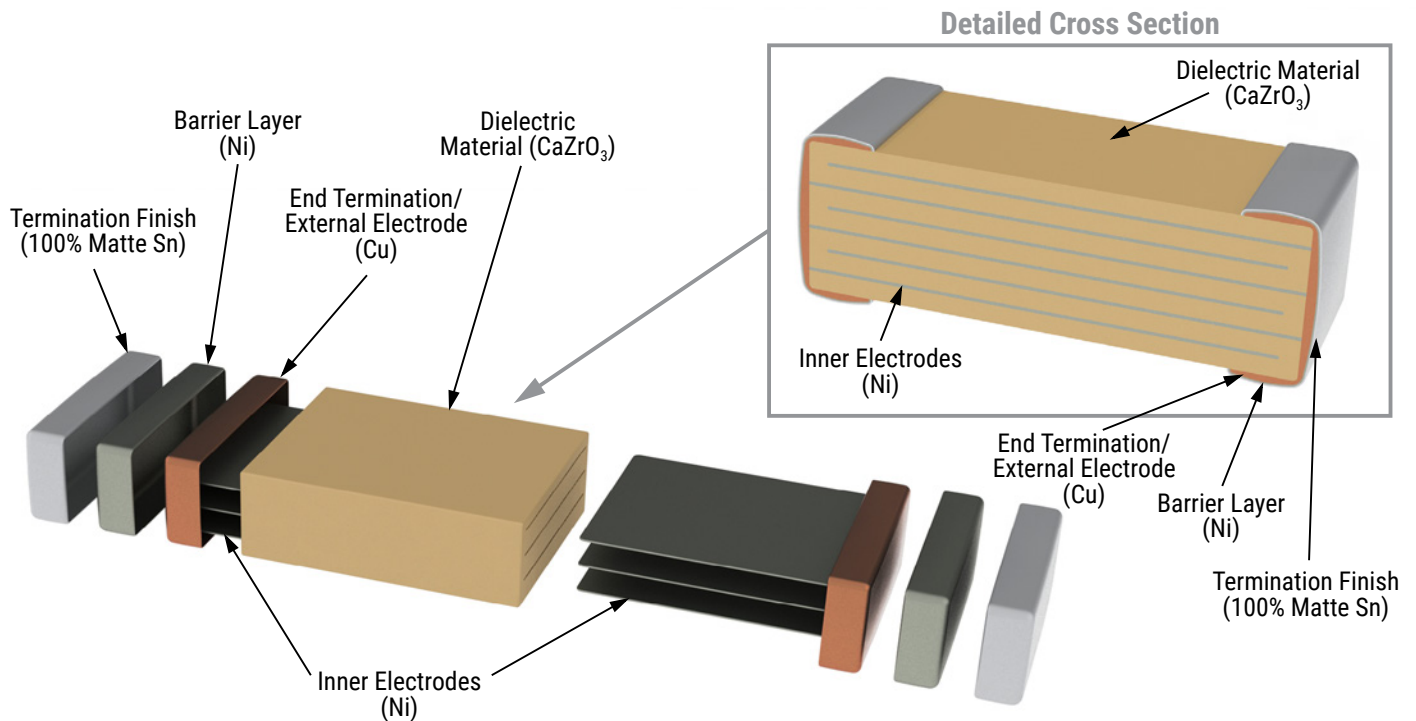 Detailed Cross Section
Dielectric Material
(CaZrO₃)
Barrier Layer
(Ni)
Dielectric
Material (CaZrO₃)
End Termination/
External Electrode
(Cu)
Termination Finish
(100% Matte Sn)
Inner Electrodes
(Ni)
End Termination/
External Electrode
(Cu)
Barrier Layer
(Ni)
Termination Finish
(100% Matte Sn)
Inner Electrodes
(Ni)